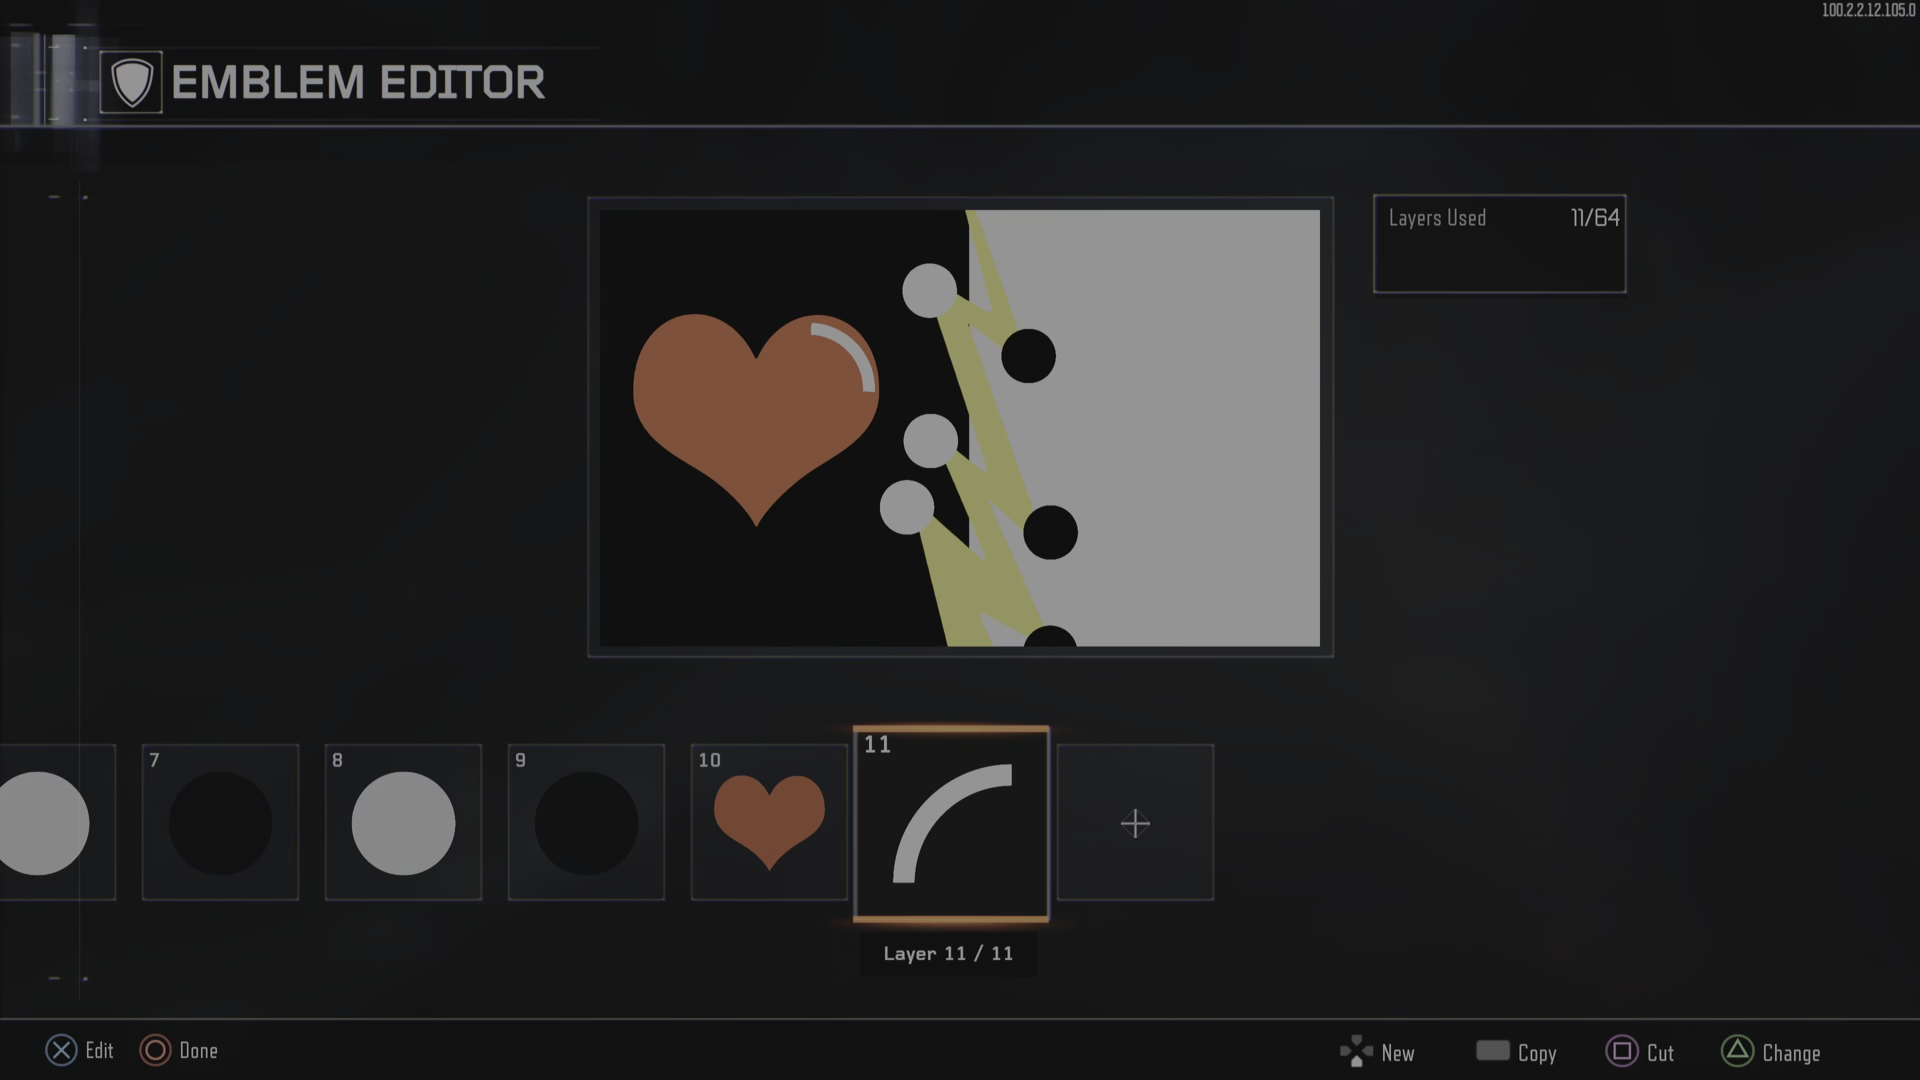 100.2.2.12.105.0
EMBLEM EDITOR
Layers Used 11/64
7
8
9
10
11
Layer 11 / 11
Edit
Done
New
Copy
Cut
Change